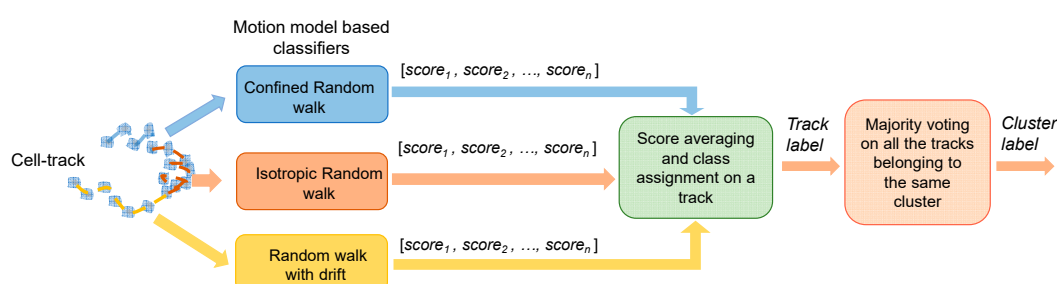 Motion model based
classifiers
Cell-track
Confined Random
walk
[score1 , score2 , …, scoren ]
Isotropic Random
walk
[score1 , score2 , …, scoren ]
Random walk
with drift
[score1 , score2 , …, scoren ]
Score averaging
and class
assignment on a
track
Track
label
Majority voting
on all the tracks
belonging to
the same
cluster
Cluster
label